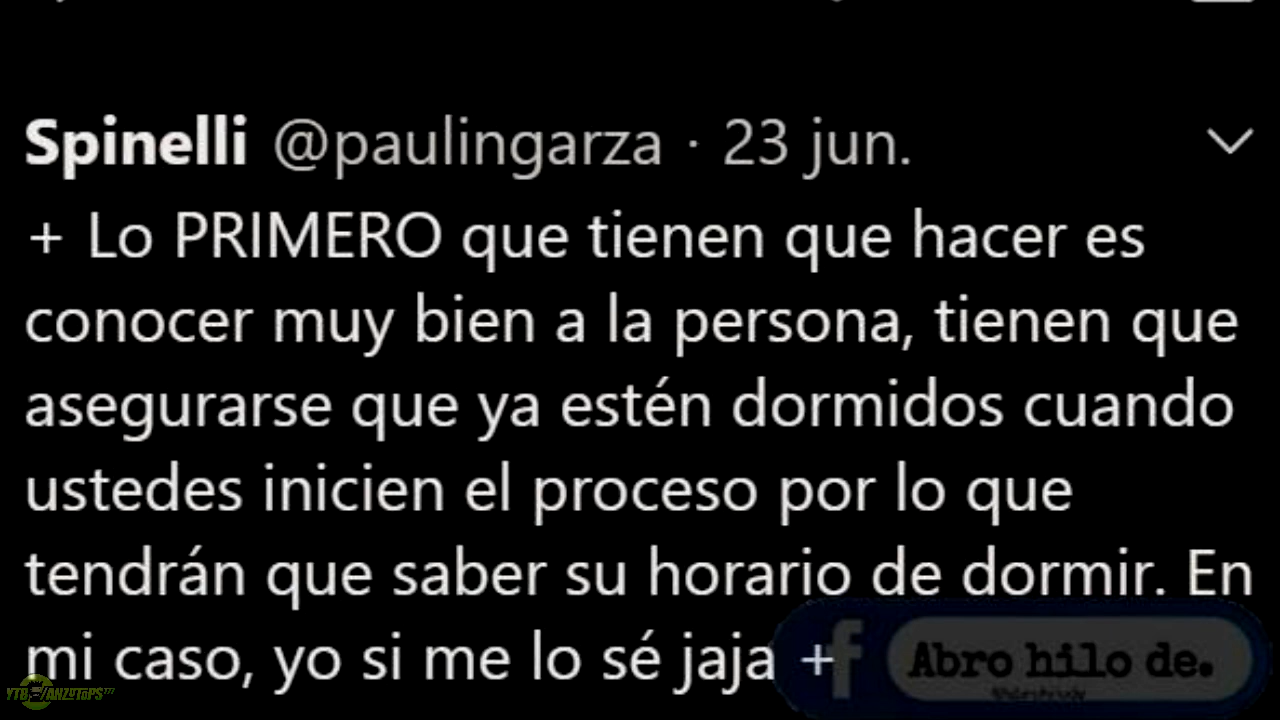 Spinelli @paulingarza · 23 jun.
+ Lo PRIMERO que tienen que hacer es
conocer muy bien a la persona, tienen que
asegurarse que ya estén dormidos cuando
ustedes inicien el proceso por lo que
tendrán que saber su horario de dormir. En
mi caso, yo si me lo sé jaja +
f Abro hilo de.